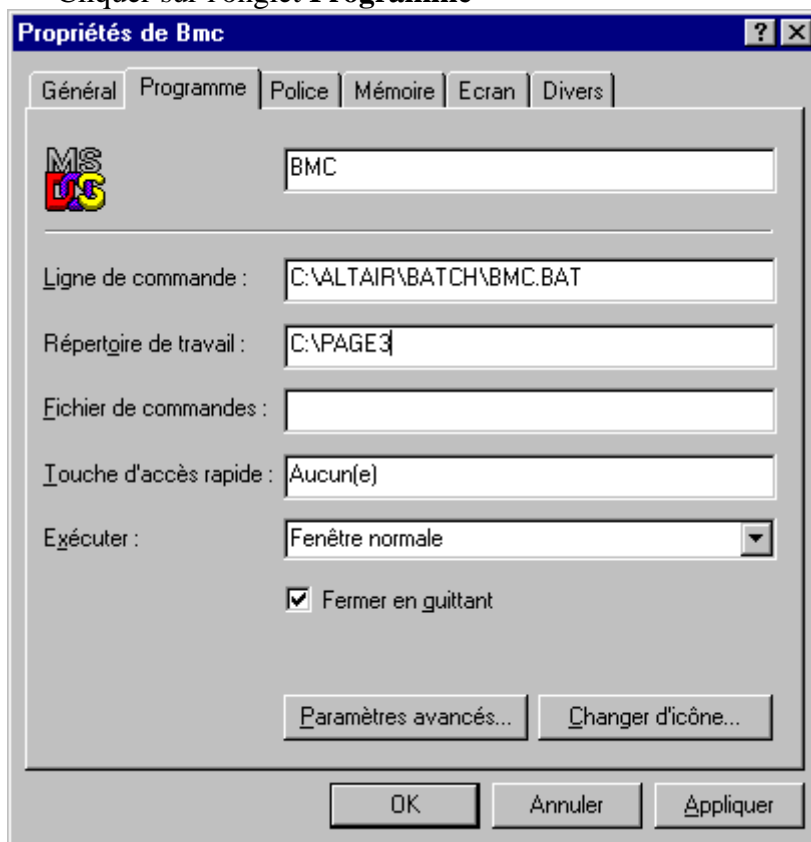 Cliquer sur l'onglet Programme
Propriétés de Bmc
Général Programme Police Mémoire Ecran Divers
MS
DOS
BMC
Ligne de commande : C:\ALTAIR\BATCH\BMC.BAT
Répertoire de travail : C:\PAGE3
Fichier de commandes :
Touche d'accès rapide : Aucun(e)
Exécuter : Fenêtre normale
Fermer en quittant
Paramètres avancés... Changer d'icône...
OK Annuler Appliquer